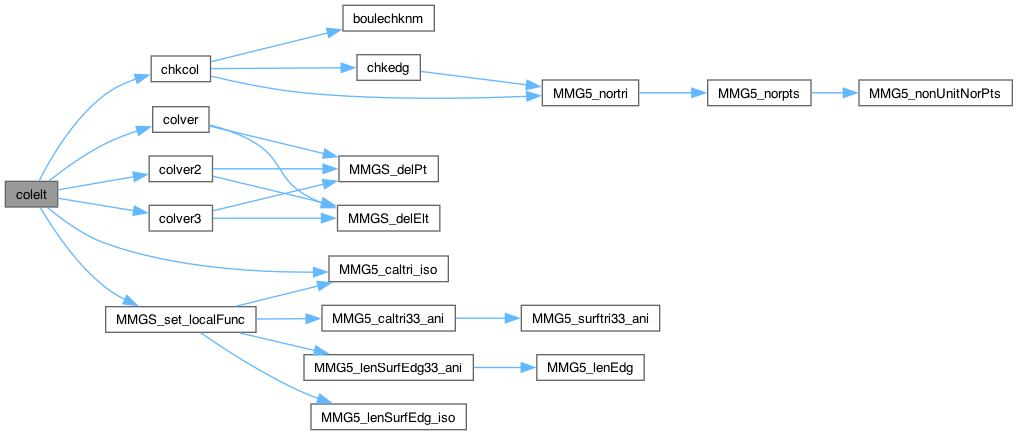 boulechknm
chkcol
chkedg
MMG5_nortri
MMG5_norpts
MMG5_nonUnitNorPts
colver
colver2
MMGS_delPt
colelt
colver3
MMGS_delElt
MMG5_caltri_iso
MMGS_set_localFunc
MMG5_caltri33_ani
MMG5_surftri33_ani
MMG5_lenSurfEdg33_ani
MMG5_lenEdg
MMG5_lenSurfEdg_iso